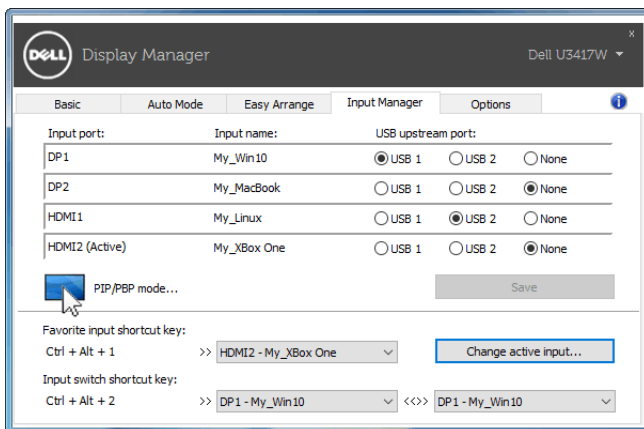 DELL Display Manager x
Dell U3417W
Basic Auto Mode Easy Arrange Input Manager Options i
Input port: Input name: USB upstream port:
DP1 My_Win10 USB 1 USB 2 None
DP2 My_MacBook USB 1 USB 2 None
HDMI1 My_Linux USB 1 USB 2 None
HDMI2 (Active) My_XBox One USB 1 USB 2 None
PIP/PBP mode... Save
Favorite input shortcut key:
Ctrl + Alt + 1 >> HDMI2 - My_XBox One Change active input...
Input switch shortcut key:
Ctrl + Alt + 2 >> DP1 - My_Win10 <<>> DP1 - My_Win10